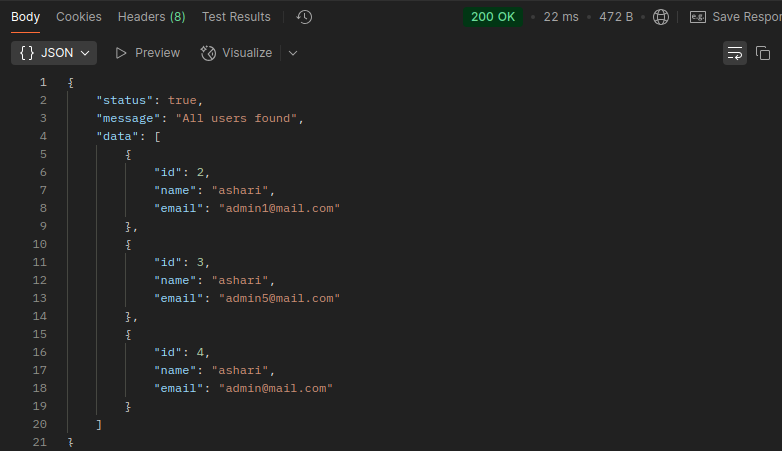 Body Cookies Headers (8) Test Results 200 OK • 22 ms • 472 B e.g. Save Respor
{} JSON Preview Visualize
1 {
2 "status": true,
3 "message": "All users found",
4 "data": [
5 {
6 "id": 2,
7 "name": "ashari",
8 "email": "admin1@mail.com"
9 },
10 {
11 "id": 3,
12 "name": "ashari",
13 "email": "admin5@mail.com"
14 },
15 {
16 "id": 4,
17 "name": "ashari",
18 "email": "admin@mail.com"
19 }
20 ]
21 }